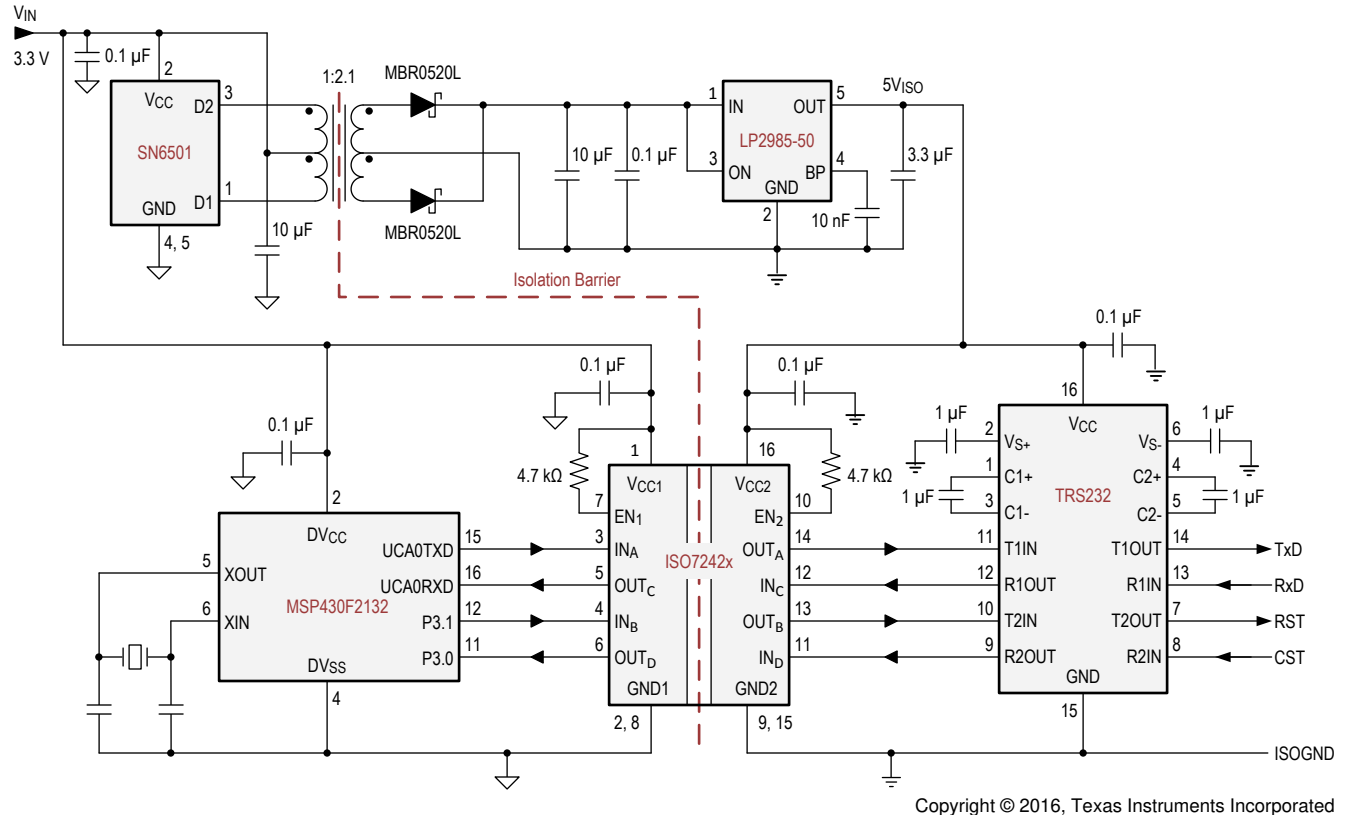 VIN
3.3 V
0.1 µF
2
VCC
D2
3
SN6501
D1
1
GND
4, 5
10 µF
1:2.1
MBR0520L
MBR0520L
10 µF
0.1 µF
1
IN
OUT
5
LP2985-50
3
ON
BP
4
GND
2
10 nF
5VISO
3.3 µF
Isolation Barrier
0.1 µF
2
DVCC
5
XOUT
6
XIN
MSP430F2132
UCA0TXD
15
UCA0RXD
16
P3.1
12
P3.0
11
DVSS
4
0.1 µF
4.7 kΩ
1
VCC1
7
EN1
3
INA
5
OUTC
4
INB
6
OUTD
GND1
2, 8
ISO7242x
0.1 µF
4.7 kΩ
16
VCC2
10
EN2
14
OUTA
12
INC
13
OUTB
11
IND
GND2
9, 15
0.1 µF
16
VCC
1 µF
2
VS+
VS-
6
1 µF
1
C1+
C2+
4
1 µF
3
C1-
C2-
5
1 µF
TRS232
11
T1IN
T1OUT
14
TxD
12
R1OUT
R1IN
13
RxD
10
T2IN
T2OUT
7
RST
9
R2OUT
R2IN
8
CST
GND
15
ISOGND
Copyright © 2016, Texas Instruments Incorporated